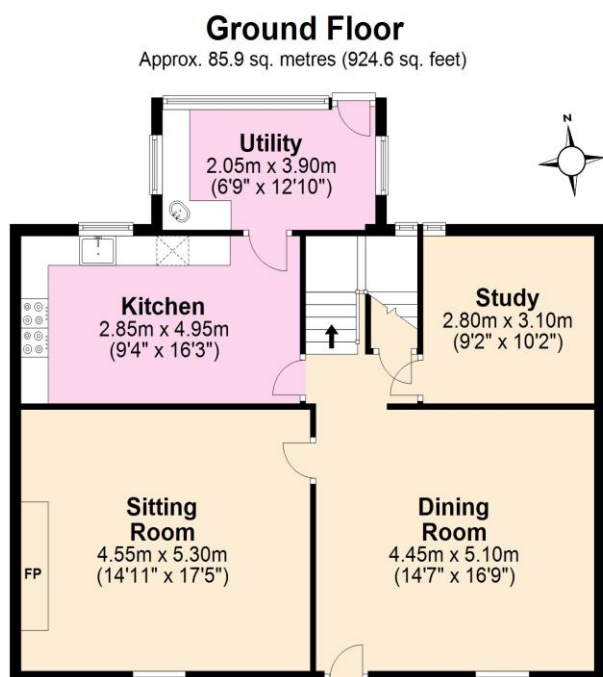 Ground Floor
Approx. 85.9 sq. metres (924.6 sq. feet)
N
Utility
2.05m x 3.90m
(6'9" x 12'10")
Kitchen
2.85m x 4.95m
(9'4" x 16'3")
Study
2.80m x 3.10m
(9'2" x 10'2")
Sitting
Room
4.55m x 5.30m
(14'11" x 17'5")
FP
Dining
Room
4.45m x 5.10m
(14'7" x 16'9")